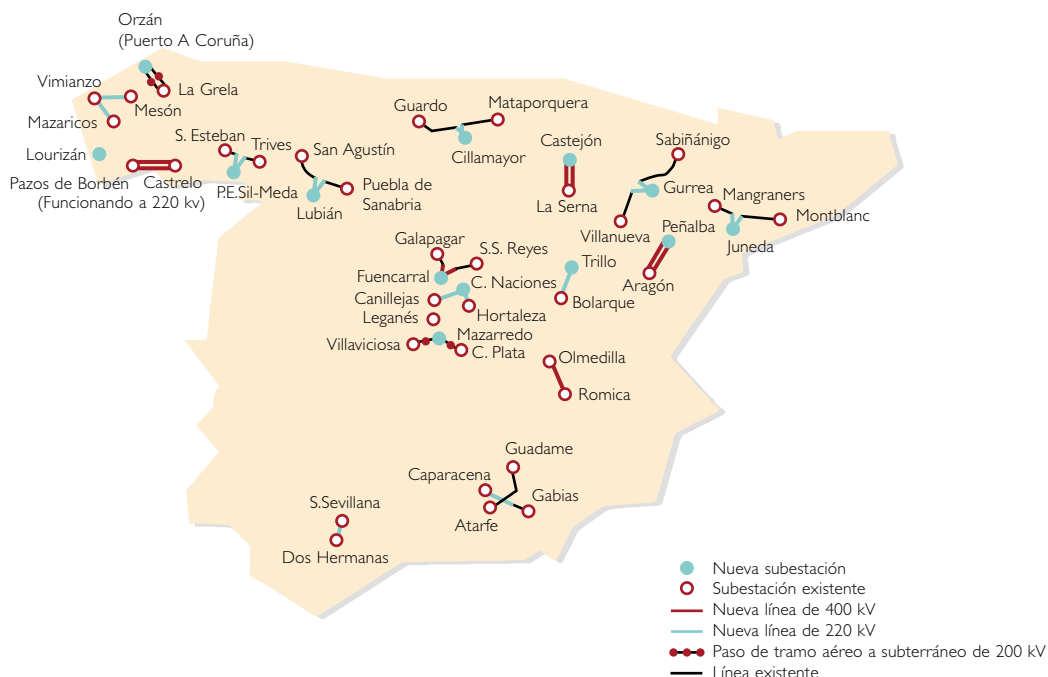 Orzán
(Puerto A Coruña)
Vimianzo
La Grela
Mesón
Mazaricos
Guardo
Mataporquera
S. Esteban
Trives
San Agustín
Cillamayor
Castejón
Sabiñánigo
Lourizán
Pazos de Borbén
Castrelo
(Funcionando a 220 kv)
P.E.Sil-Meda
Lubián
Puebla de
Sanabria
La Serna
Gurrea
Mangraners
Montblanc
Villanueva
Peñalba
Juneda
Galapagar
S.S. Reyes
Fuencarral
C. Naciones
Trillo
Aragón
Canillejas
Hortaleza
Bolarque
Leganés
Mazarredo
Villaviciosa
C. Plata
Olmedilla
Romica
Guadame
Caparacena
Gabias
Atarfe
S.Sevillana
Dos Hermanas
Nueva subestación
Subestación existente
Nueva línea de 400 kV
Nueva línea de 220 kV
Paso de tramo aéreo a subterráneo de 200 kV
Línea existente